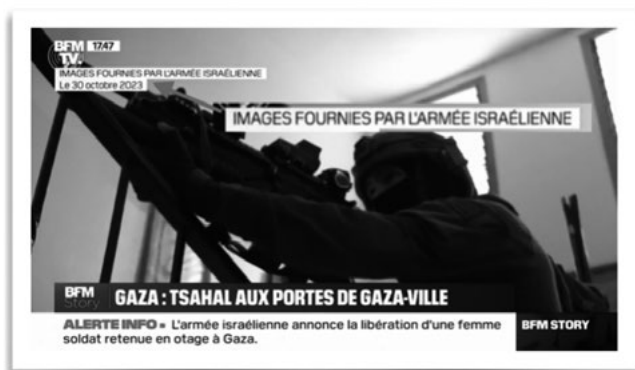 BFM 17:47
TV.
IMAGES FOURNIES PAR L'ARMÉE ISRAÉLIENNE
Le 30 octobre 2023
IMAGES FOURNIES PAR L'ARMÉE ISRAÉLIENNE
BFM
Story
GAZA : TSAHAL AUX PORTES DE GAZA-VILLE
ALERTE INFO L'armée israélienne annonce la libération d'une femme
soldat retenue en otage à Gaza.
BFM STORY